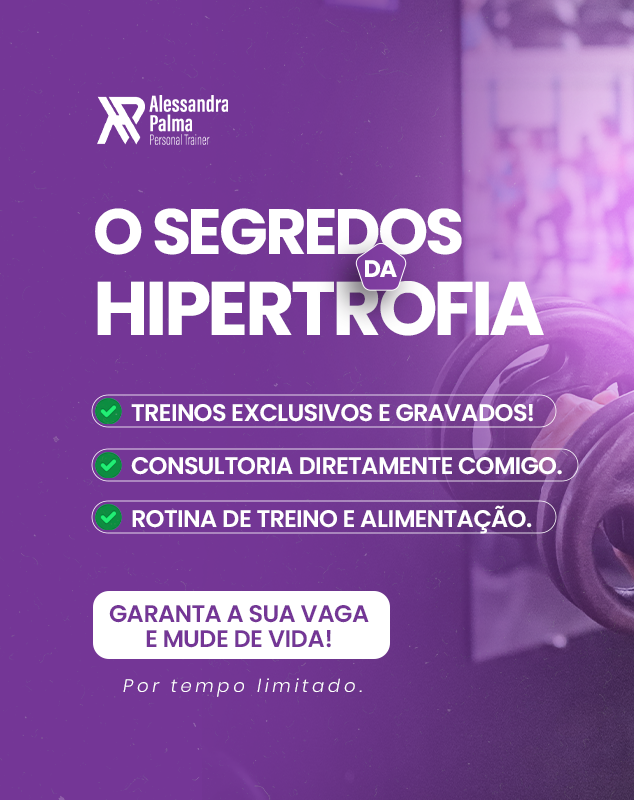 Alessandra
Palma
Personal Trainer
O SEGREDOS
DA
HIPERTROFIA
TREINOS EXCLUSIVOS E GRAVADOS!
CONSULTORIA DIRETAMENTE COMIGO.
ROTINA DE TREINO E ALIMENTAÇÃO.
GARANTA A SUA VAGA
E MUDE DE VIDA!
Por tempo limitado.